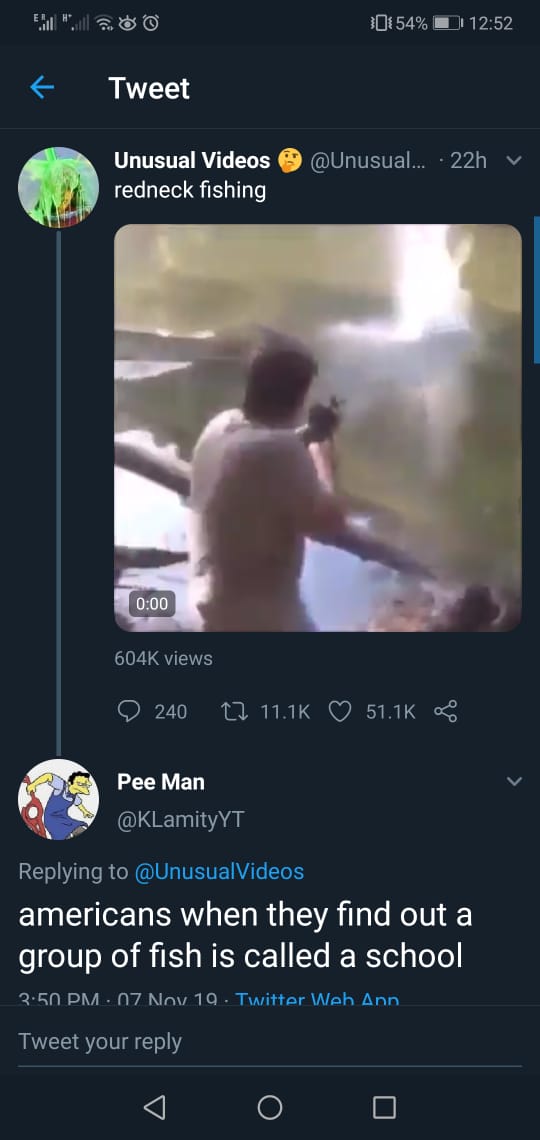 E R H+ 54% 12:52
Tweet
Unusual Videos 🤔 @Unusual... · 22h
redneck fishing
0:00
604K views
240 11.1K 51.1K
Pee Man
@KLamityYT
Replying to @UnusualVideos
americans when they find out a
group of fish is called a school
3:50 PM · 07 Nov 19 · Twitter Web App
Tweet your reply